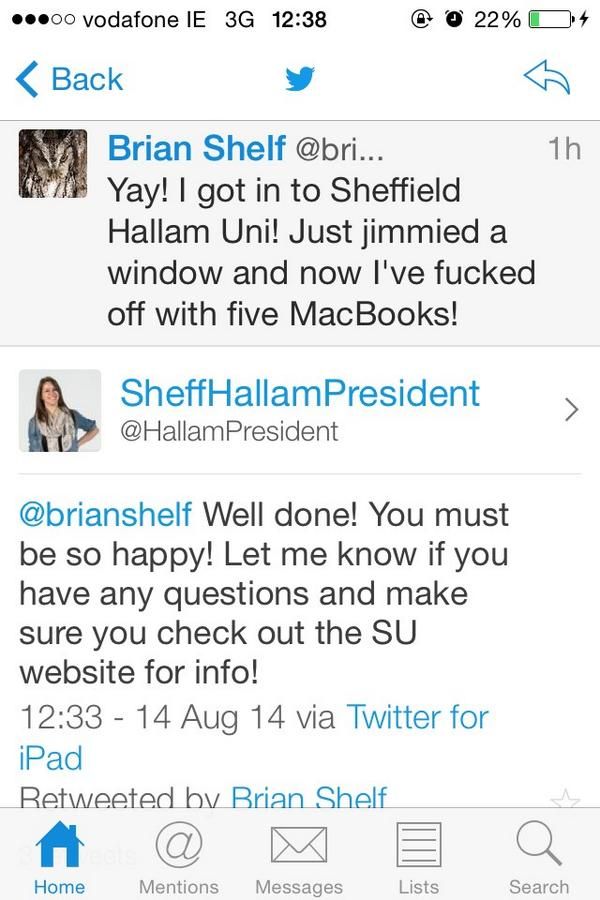 vodafone IE 3G 12:38 22%
Back
Brian Shelf @bri... 1h
Yay! I got in to Sheffield
Hallam Uni! Just jimmied a
window and now I've fucked
off with five MacBooks!
SheffHallamPresident
@HallamPresident
@brianshelf Well done! You must
be so happy! Let me know if you
have any questions and make
sure you check out the SU
website for info!
12:33 - 14 Aug 14 via Twitter for
iPad
Retweeted by Brian Shelf
Home Mentions Messages Lists Search